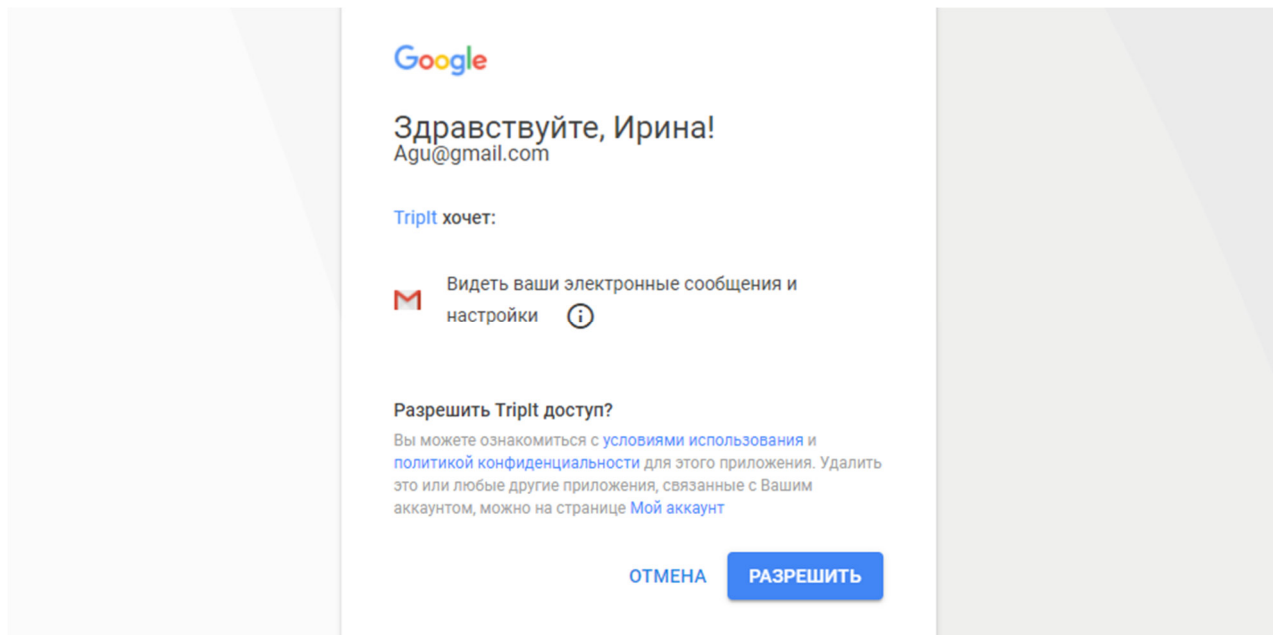 Google
Здравствуйте, Ирина!
Agu@gmail.com
TripIt хочет:
Видеть ваши электронные сообщения и
настройки
Разрешить TripIt доступ?
Вы можете ознакомиться с условиями использования и
политикой конфиденциальности для этого приложения. Удалить
это или любые другие приложения, связанные с Вашим
аккаунтом, можно на странице Мой аккаунт
ОТМЕНА РАЗРЕШИТЬ